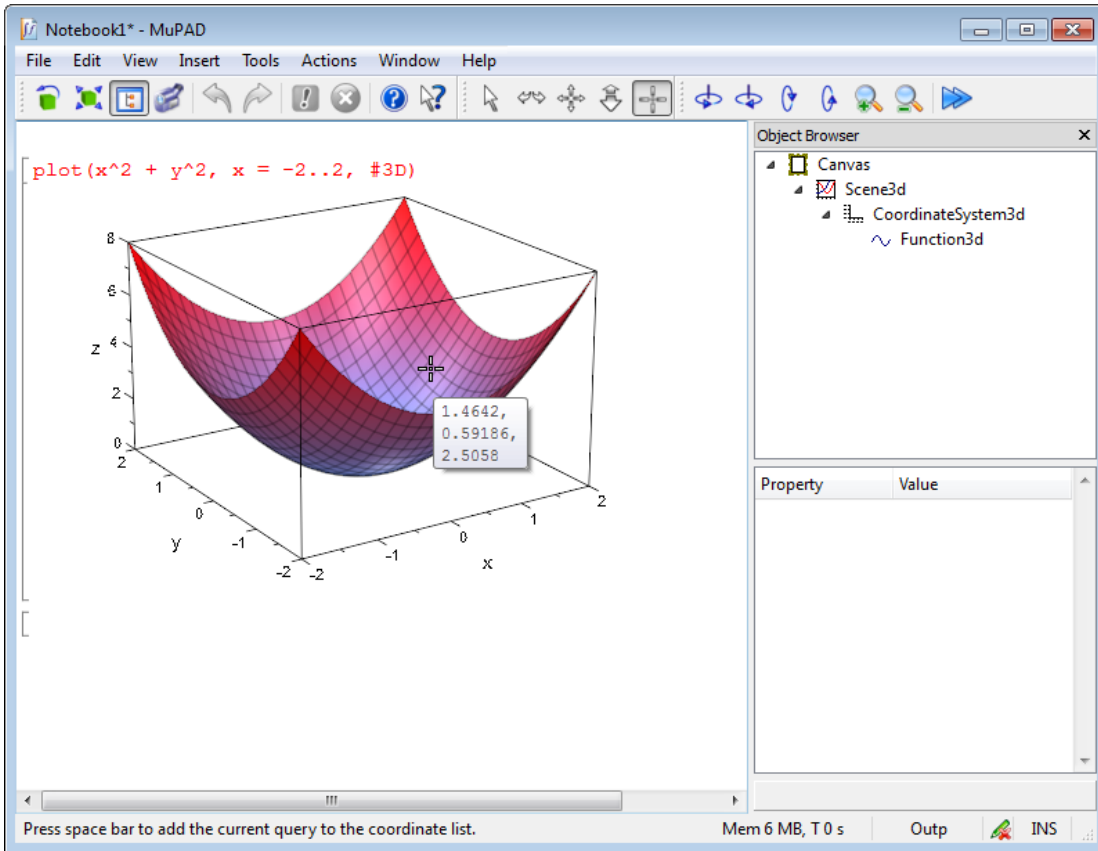 Notebook1* - MuPAD
File Edit View Insert Tools Actions Window Help
plot(x^2 + y^2, x = -2..2, #3D)
8
6
z 4
2
0
2
1
0
y -1
-2 -2
-1
0
x
1
2
1.4642,
0.59186,
2.5058
Object Browser
Canvas
Scene3d
CoordinateSystem3d
Function3d
Property Value
Press space bar to add the current query to the coordinate list. Mem 6 MB, T 0 s Outp INS